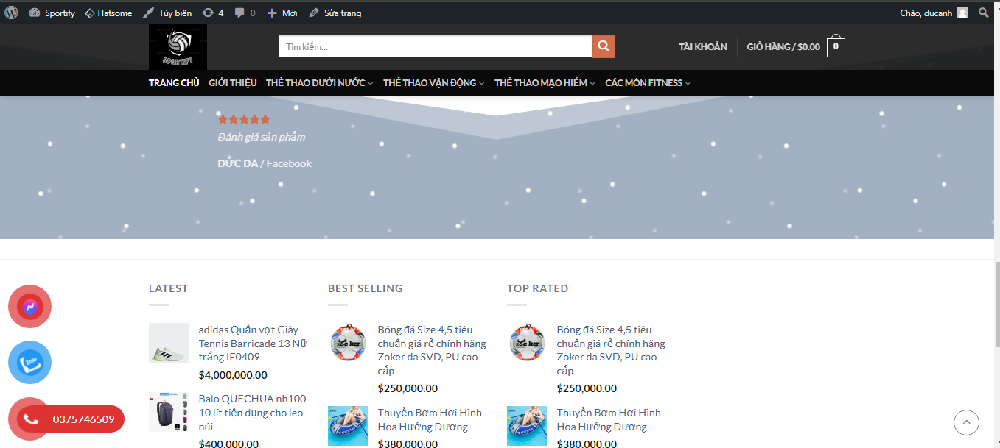 Sportify Flatsome Tùy biến 4 0 Mới Sửa trang Chào, ducanh
SPORTIFY
Tìm kiếm...
TÀI KHOẢN GIỎ HÀNG / $0.00 0
TRANG CHỦ GIỚI THIỆU THỂ THAO DƯỚI NƯỚC THỂ THAO VẬN ĐỘNG THỂ THAO MẠO HIỂM CÁC MÔN FITNESS
Đánh giá sản phẩm
ĐỨC ĐA / Facebook
LATEST
adidas Quần vợt Giày
Tennis Barricade 13 Nữ
trắng IF0409
$4,000,000.00
Balo QUECHUA nh100
10 lít tiện dụng cho leo
núi
$400,000.00
BEST SELLING
zocker
Bóng đá Size 4,5 tiêu
chuẩn giá rẻ chính hãng
Zoker da SVD, PU cao
cấp
$250,000.00
Thuyền Bơm Hơi Hình
Hoa Hướng Dương
$380,000.00
TOP RATED
zocker
Bóng đá Size 4,5 tiêu
chuẩn giá rẻ chính hãng
Zoker da SVD, PU cao
cấp
$250,000.00
Thuyền Bơm Hơi Hình
Hoa Hướng Dương
$380,000.00
Zalo
0375746509